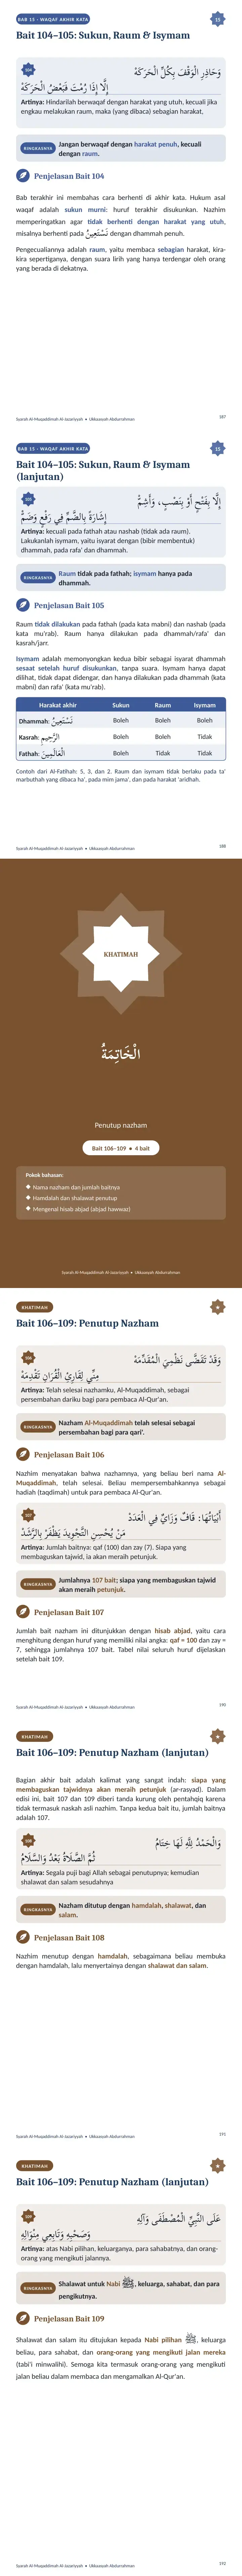 BAB 15 · WAQAF AKHIR KATA
15
Bait 104–105: Sukun, Raum & Isymam
104
وَحَاذِرِ الْوَقْفَ بِكُلِّ الْحَرَكَهْ
إِلَّا إِذَا رُمْتَ فَبَعْضُ الْحَرَكَهْ
Artinya: Hindarilah berwaqaf dengan harakat yang utuh, kecuali jika
engkau melakukan raum, maka (yang dibaca) sebagian harakat,
RINGKASNYA
Jangan berwaqaf dengan harakat penuh, kecuali
dengan raum.
Penjelasan Bait 104
Bab terakhir ini membahas cara berhenti di akhir kata. Hukum asal
waqaf adalah sukun murni: huruf terakhir disukunkan. Nazhim
memperingatkan agar tidak berhenti dengan harakat yang utuh,
misalnya berhenti pada نَسْتَعِينُ dengan dhammah penuh.
Pengecualiannya adalah raum, yaitu membaca sebagian harakat, kira-
kira sepertiganya, dengan suara lirih yang hanya terdengar oleh orang
yang berada di dekatnya.
Syarah Al-Muqaddimah Al-Jazariyyah • Ukkaasyah Abdurrahman
187
BAB 15 · WAQAF AKHIR KATA
15
Bait 104–105: Sukun, Raum & Isymam
(lanjutan)
105
إِلَّا بِفَتْحٍ أَوْ بِنَصْبٍ، وَأَشِمّْ
إِشَارَةً بِالضَّمِّ فِي رَفْعٍ وَضَمّْ
Artinya: kecuali pada fathah atau nashab (tidak ada raum).
Lakukanlah isymam, yaitu isyarat dengan (bibir membentuk)
dhammah, pada rafa' dan dhammah.
RINGKASNYA
Raum tidak pada fathah; isymam hanya pada
dhammah.
Penjelasan Bait 105
Raum tidak dilakukan pada fathah (pada kata mabni) dan nashab (pada
kata mu'rab). Raum hanya dilakukan pada dhammah/rafa' dan
kasrah/jarr.
Isymam adalah memonyongkan kedua bibir sebagai isyarat dhammah
sesaat setelah huruf disukunkan, tanpa suara. Isymam hanya dapat
dilihat, tidak dapat didengar, dan hanya dilakukan pada dhammah (kata
mabni) dan rafa' (kata mu'rab).
Harakat akhir Sukun Raum Isymam
Dhammah: نَسْتَعِينُ Boleh Boleh Boleh
Kasrah: الرَّحِيمِ Boleh Boleh Tidak
Fathah: الْعَالَمِينَ Boleh Tidak Tidak
Contoh dari Al-Fatihah: 5, 3, dan 2. Raum dan isymam tidak berlaku pada ta'
marbuthah yang dibaca ha', pada mim jama', dan pada harakat 'aridhah.
Syarah Al-Muqaddimah Al-Jazariyyah • Ukkaasyah Abdurrahman
188
KHATIMAH
الْخَاتِمَةُ
Penutup nazham
Bait 106–109 • 4 bait
Pokok bahasan:
Nama nazham dan jumlah baitnya
Hamdalah dan shalawat penutup
Mengenal hisab abjad (abjad hawwaz)
Syarah Al-Muqaddimah Al-Jazariyyah • Ukkaasyah Abdurrahman
KHATIMAH
Bait 106–109: Penutup Nazham
106
وَقَدْ تَقَضَّى نَظْمِيَ الْمُقَدِّمَهْ
مِنِّي لِقَارِئِ الْقُرَانِ تَقْدِمَهْ
Artinya: Telah selesai nazhamku, Al-Muqaddimah, sebagai
persembahan dariku bagi para pembaca Al-Qur'an.
RINGKASNYA
Nazham Al-Muqaddimah telah selesai sebagai
persembahan bagi para qari'.
Penjelasan Bait 106
Nazhim menyatakan bahwa nazhamnya, yang beliau beri nama Al-
Muqaddimah, telah selesai. Beliau mempersembahkannya sebagai
hadiah (taqdimah) untuk para pembaca Al-Qur'an.
107
أَبْيَاتُهَا: قَافٌ وَزَايٌ فِي الْعَدَدْ
مَنْ يُحْسِنِ التَّجْوِيدَ يَظْفَرْ بِالرَّشَدْ
Artinya: Jumlah baitnya: qaf (100) dan zay (7). Siapa yang
membaguskan tajwid, ia akan meraih petunjuk.
RINGKASNYA
Jumlahnya 107 bait; siapa yang membaguskan tajwid
akan meraih petunjuk.
Penjelasan Bait 107
Jumlah bait nazham ini ditunjukkan dengan hisab abjad, yaitu cara
menghitung dengan huruf yang memiliki nilai angka: qaf = 100 dan zay =
7, sehingga jumlahnya 107 bait. Tabel nilai seluruh huruf dijelaskan
setelah bait 109.
Syarah Al-Muqaddimah Al-Jazariyyah • Ukkaasyah Abdurrahman
190
KHATIMAH
Bait 106–109: Penutup Nazham (lanjutan)
Bagian akhir bait adalah kalimat yang sangat indah: siapa yang
membaguskan tajwidnya akan meraih petunjuk (ar-rasyad). Dalam
edisi ini, bait 107 dan 109 diberi tanda kurung oleh pentahqiq karena
tidak termasuk naskah asli nazhim. Tanpa kedua bait itu, jumlah baitnya
adalah 107.
108
وَالْحَمْدُ لِلَّهِ لَهَا خِتَامُ
ثُمَّ الصَّلَاةُ بَعْدُ وَالسَّلَامُ
Artinya: Segala puji bagi Allah sebagai penutupnya; kemudian
shalawat dan salam sesudahnya
RINGKASNYA
Nazham ditutup dengan hamdalah, shalawat, dan
salam.
Penjelasan Bait 108
Nazhim menutup dengan hamdalah, sebagaimana beliau membuka
dengan hamdalah, lalu menyertainya dengan shalawat dan salam.
Syarah Al-Muqaddimah Al-Jazariyyah • Ukkaasyah Abdurrahman
191
KHATIMAH
Bait 106–109: Penutup Nazham (lanjutan)
109
عَلَى النَّبِيِّ الْمُصْطَفَى وَآلِهِ
وَصَحْبِهِ وَتَابِعِي مِنْوَالِهِ
Artinya: atas Nabi pilihan, keluarganya, para sahabatnya, dan orang-
orang yang mengikuti jalannya.
RINGKASNYA
Shalawat untuk Nabi ﷺ, keluarga, sahabat, dan para
pengikutnya.
Penjelasan Bait 109
Shalawat dan salam itu ditujukan kepada Nabi pilihan ﷺ, keluarga
beliau, para sahabat, dan orang-orang yang mengikuti jalan mereka
(tabi'i minwalihi). Semoga kita termasuk orang-orang yang mengikuti
jalan beliau dalam membaca dan mengamalkan Al-Qur'an.
Syarah Al-Muqaddimah Al-Jazariyyah • Ukkaasyah Abdurrahman
192